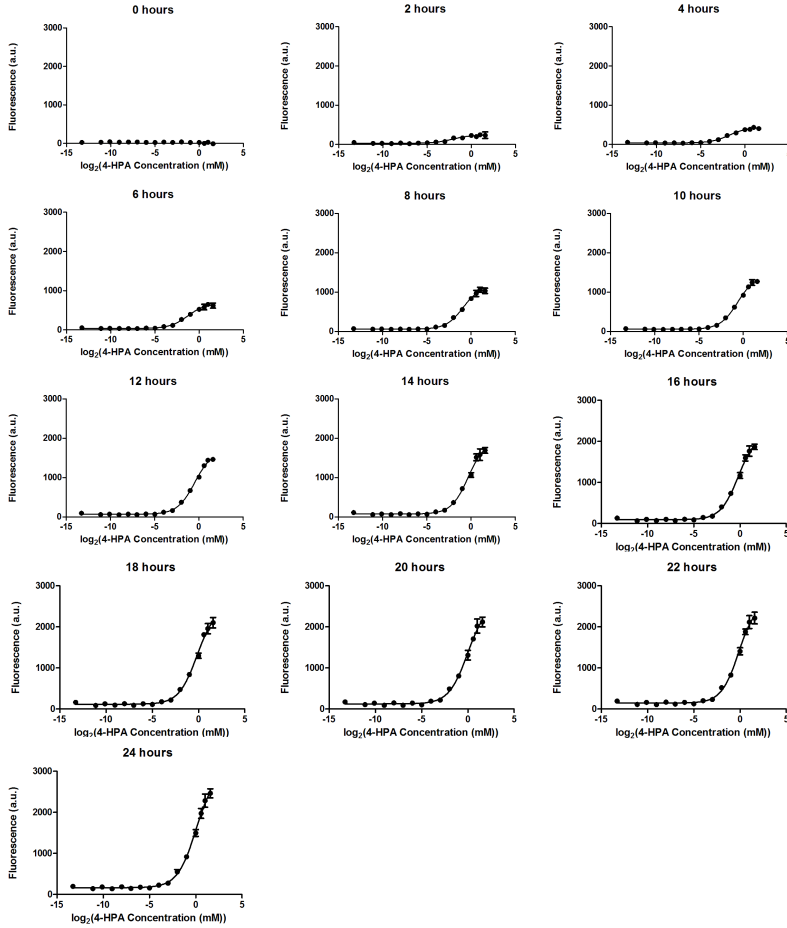 0 hours
Fluorescence (a.u.)
3000
2000
1000
0
-15 -10 -5 0 5
log₂(4-HPA Concentration (mM))
2 hours
Fluorescence (a.u.)
3000
2000
1000
0
-15 -10 -5 0 5
log₂(4-HPA Concentration (mM))
4 hours
Fluorescence (a.u.)
3000
2000
1000
0
-15 -10 -5 0 5
log₂(4-HPA Concentration (mM))
6 hours
Fluorescence (a.u.)
3000
2000
1000
0
-15 -10 -5 0 5
log₂(4-HPA Concentration (mM))
8 hours
Fluorescence (a.u.)
3000
2000
1000
0
-15 -10 -5 0 5
log₂(4-HPA Concentration (mM))
10 hours
Fluorescence (a.u.)
3000
2000
1000
0
-15 -10 -5 0 5
log₂(4-HPA Concentration (mM))
12 hours
Fluorescence (a.u.)
3000
2000
1000
0
-15 -10 -5 0 5
log₂(4-HPA Concentration (mM))
14 hours
Fluorescence (a.u.)
3000
2000
1000
0
-15 -10 -5 0 5
log₂(4-HPA Concentration (mM))
16 hours
Fluorescence (a.u.)
3000
2000
1000
0
-15 -10 -5 0 5
log₂(4-HPA Concentration (mM))
18 hours
Fluorescence (a.u.)
3000
2000
1000
0
-15 -10 -5 0 5
log₂(4-HPA Concentration (mM))
20 hours
Fluorescence (a.u.)
3000
2000
1000
0
-15 -10 -5 0 5
log₂(4-HPA Concentration (mM))
22 hours
Fluorescence (a.u.)
3000
2000
1000
0
-15 -10 -5 0 5
log₂(4-HPA Concentration (mM))
24 hours
Fluorescence (a.u.)
3000
2000
1000
0
-15 -10 -5 0 5
log₂(4-HPA Concentration (mM))